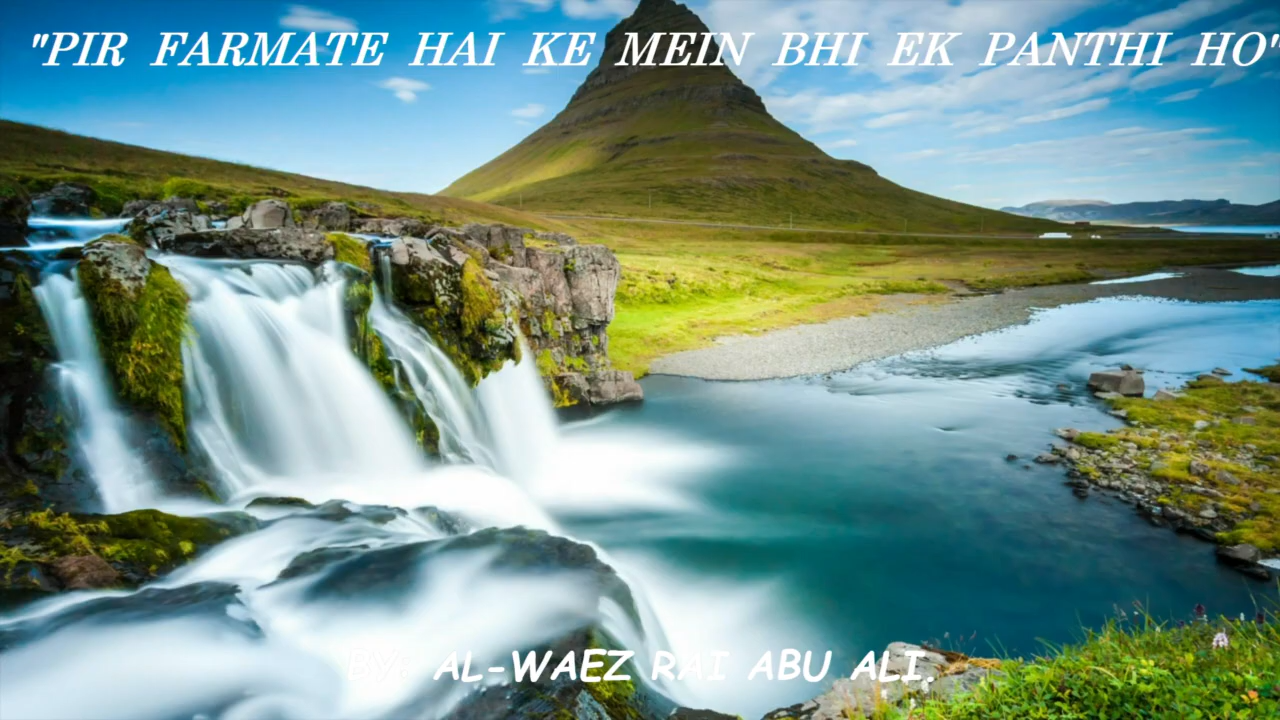 "PIR FARMATE HAI KE MEIN BHI EK PANTHI HO"
BY: AL-WAEZ RAI ABU ALI.